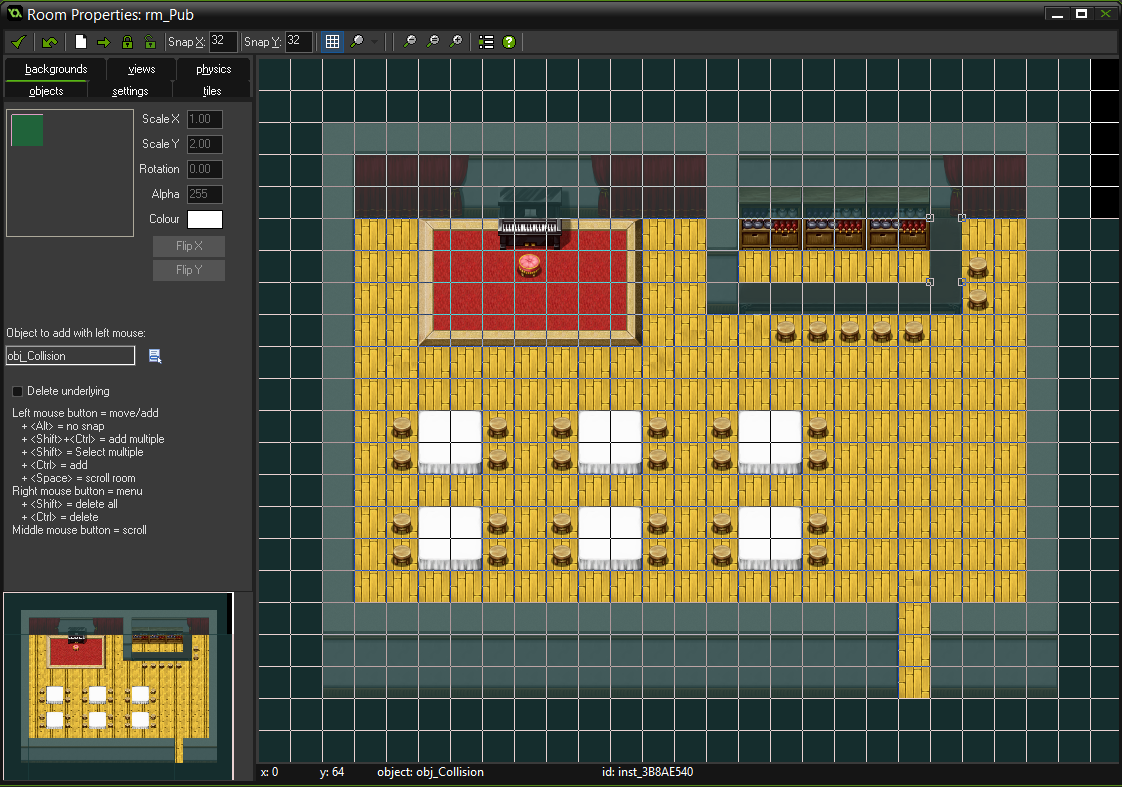 Room Properties: rm_Pub
Snap X: 32 Snap Y: 32
backgrounds views physics
objects settings tiles
Scale X 1.00
Scale Y 2.00
Rotation 0.00
Alpha 255
Colour
Flip X
Flip Y
Object to add with left mouse:
obj_Collision
Delete underlying
Left mouse button = move/add
+ <Alt> = no snap
+ <Shift>+<Ctrl> = add multiple
+ <Shift> = Select multiple
+ <Ctrl> = add
+ <Space> = scroll room
Right mouse button = menu
+ <Shift> = delete all
+ <Ctrl> = delete
Middle mouse button = scroll
x: 0 y: 64 object: obj_Collision id: inst_3B8AE540